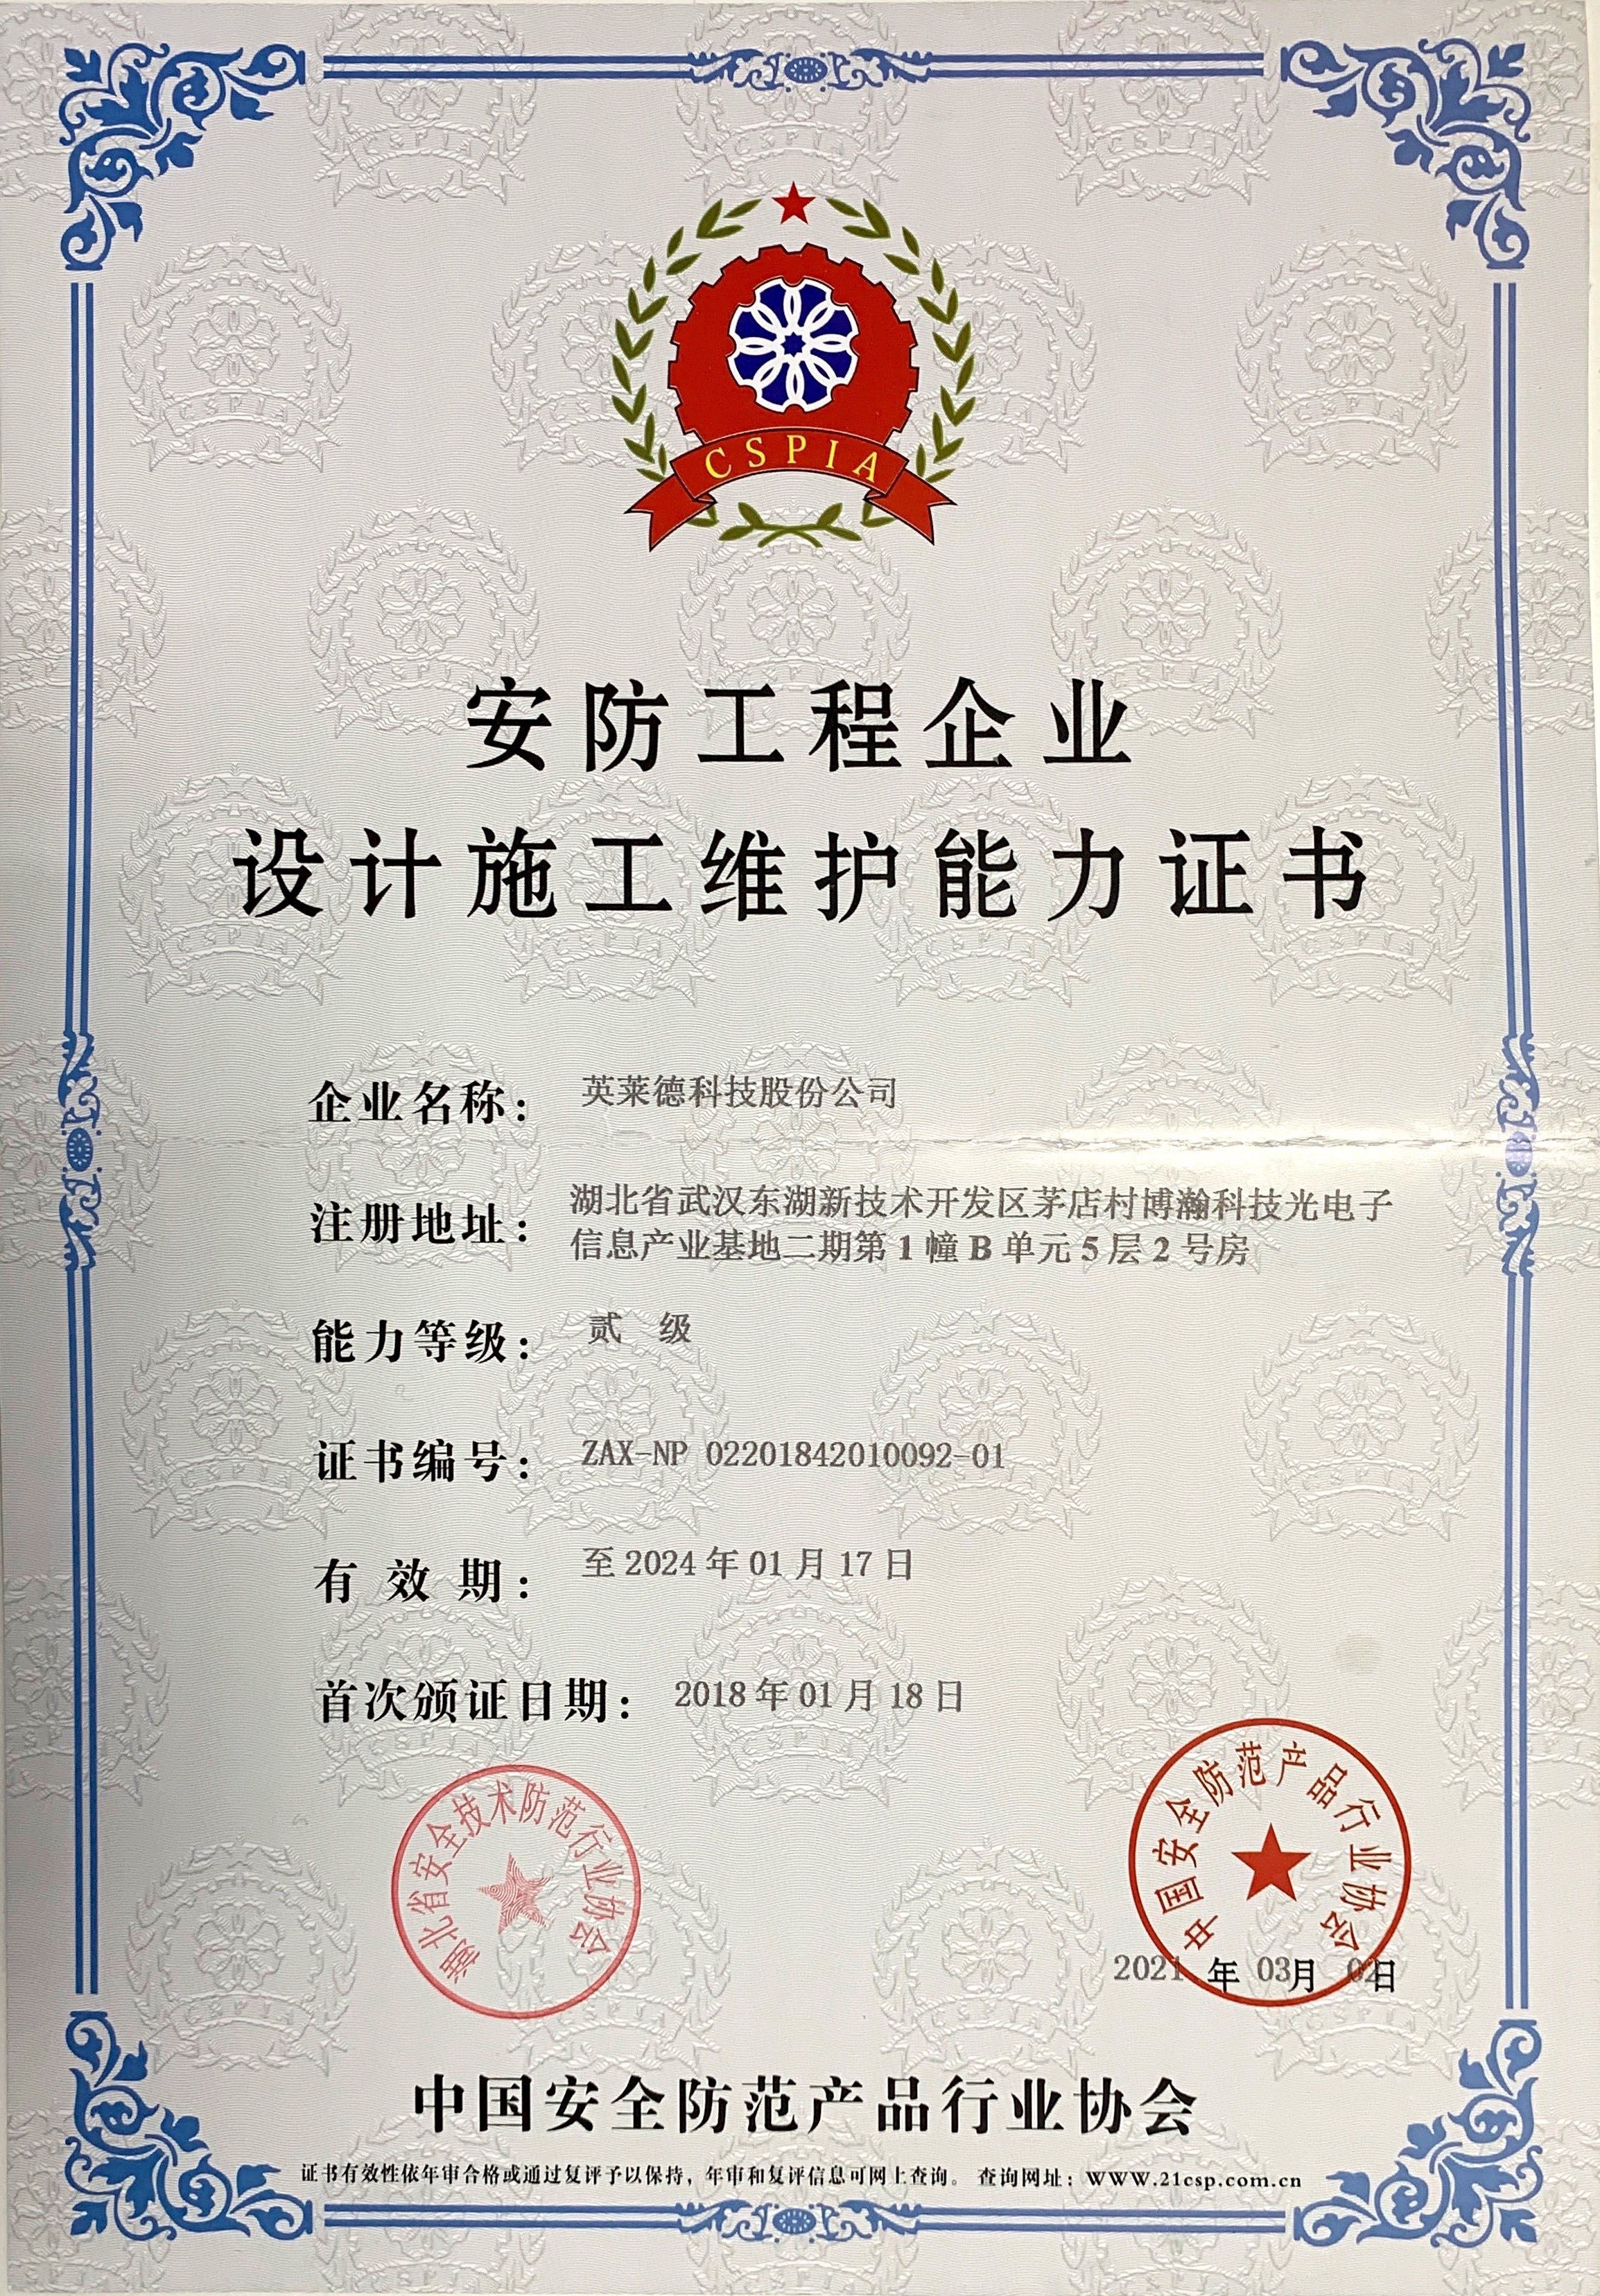 CSPIA
安防工程企业
设计施工维护能力证书
企业名称： 英莱德科技股份公司
注册地址： 湖北省武汉东湖新技术开发区茅店村博瀚科技光电子
信息产业基地二期第1幢B单元5层2号房
能力等级： 贰 级
证书编号： ZAX-NP 02201842010092-01
有效期： 至2024年01月17日
首次颁证日期： 2018年01月18日
湖北省安全技术防范行业协会
中国安全防范产品行业协会
2021年03月02日
中国安全防范产品行业协会
证书有效性依年审合格或通过复评予以保持，年审和复评信息可网上查询。 查询网址：WWW.21csp.com.cn